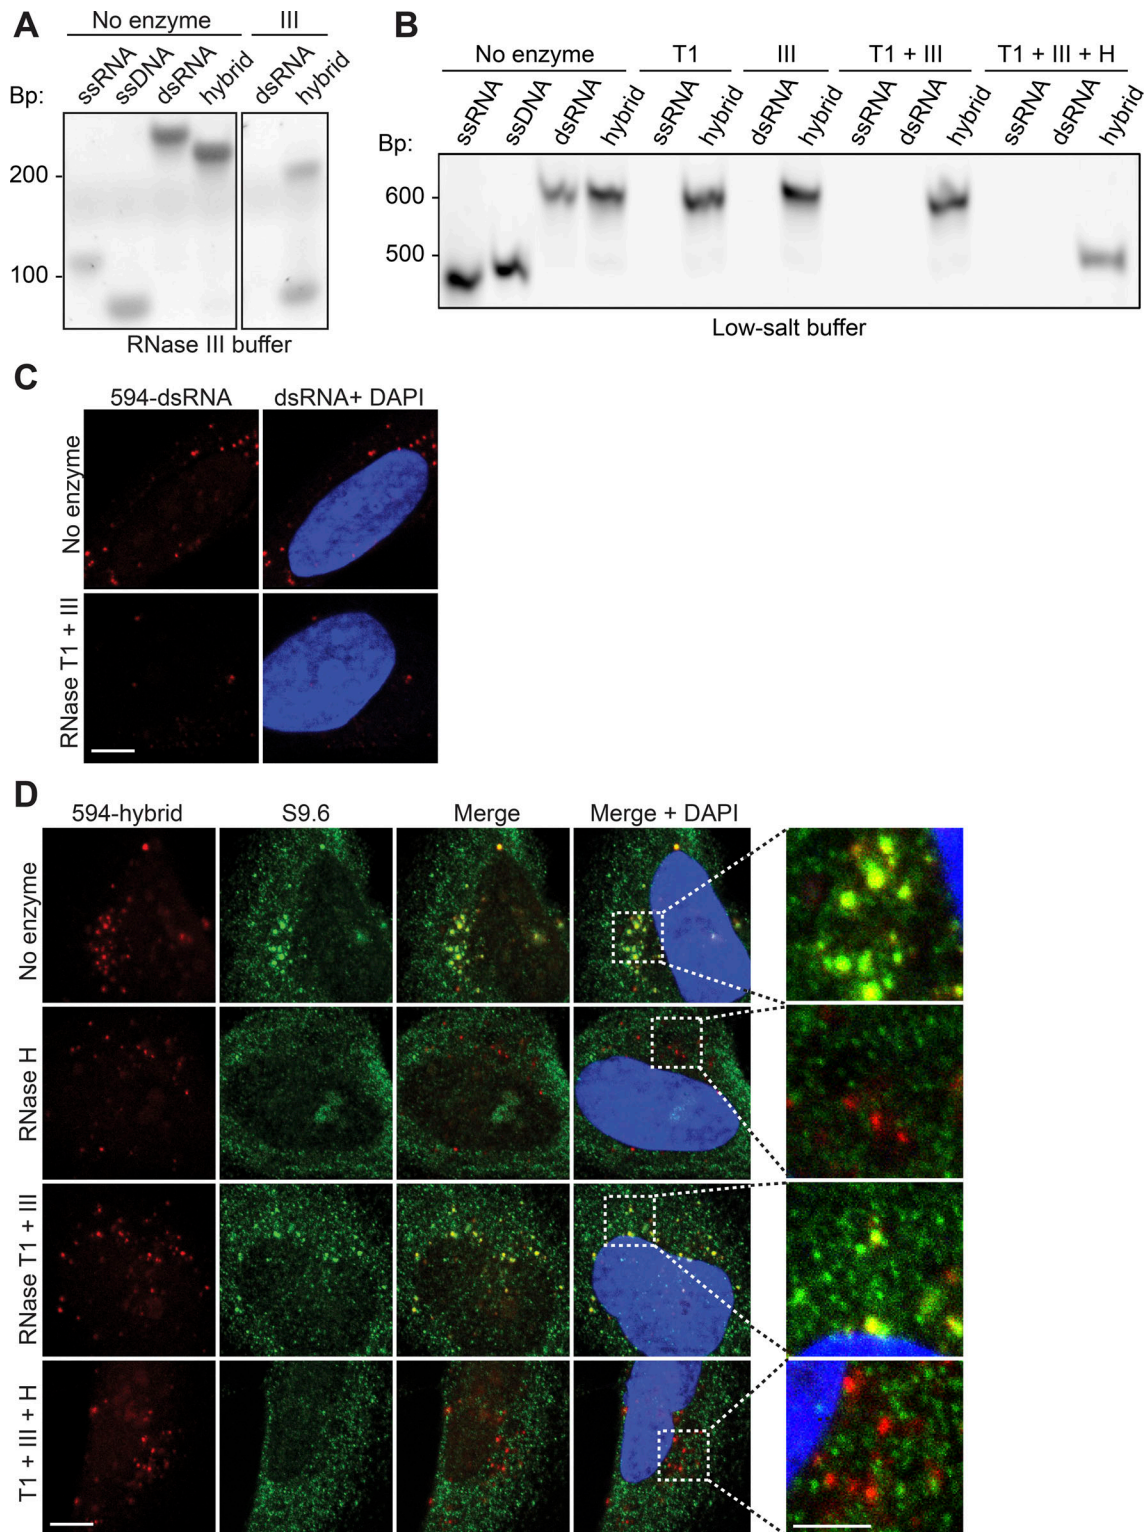 A
No enzyme III
ssRNA ssDNA dsRNA hybrid dsRNA hybrid
Bp:
200
100
RNase III buffer
B
No enzyme T1 III T1 + III T1 + III + H
ssRNA ssDNA dsRNA hybrid ssRNA hybrid dsRNA hybrid ssRNA dsRNA hybrid ssRNA dsRNA hybrid
Bp:
600
500
Low-salt buffer
C
594-dsRNA dsRNA+ DAPI
No enzyme
RNase T1 + III
D
594-hybrid S9.6 Merge Merge + DAPI
No enzyme
RNase H
RNase T1 + III
T1 + III + H